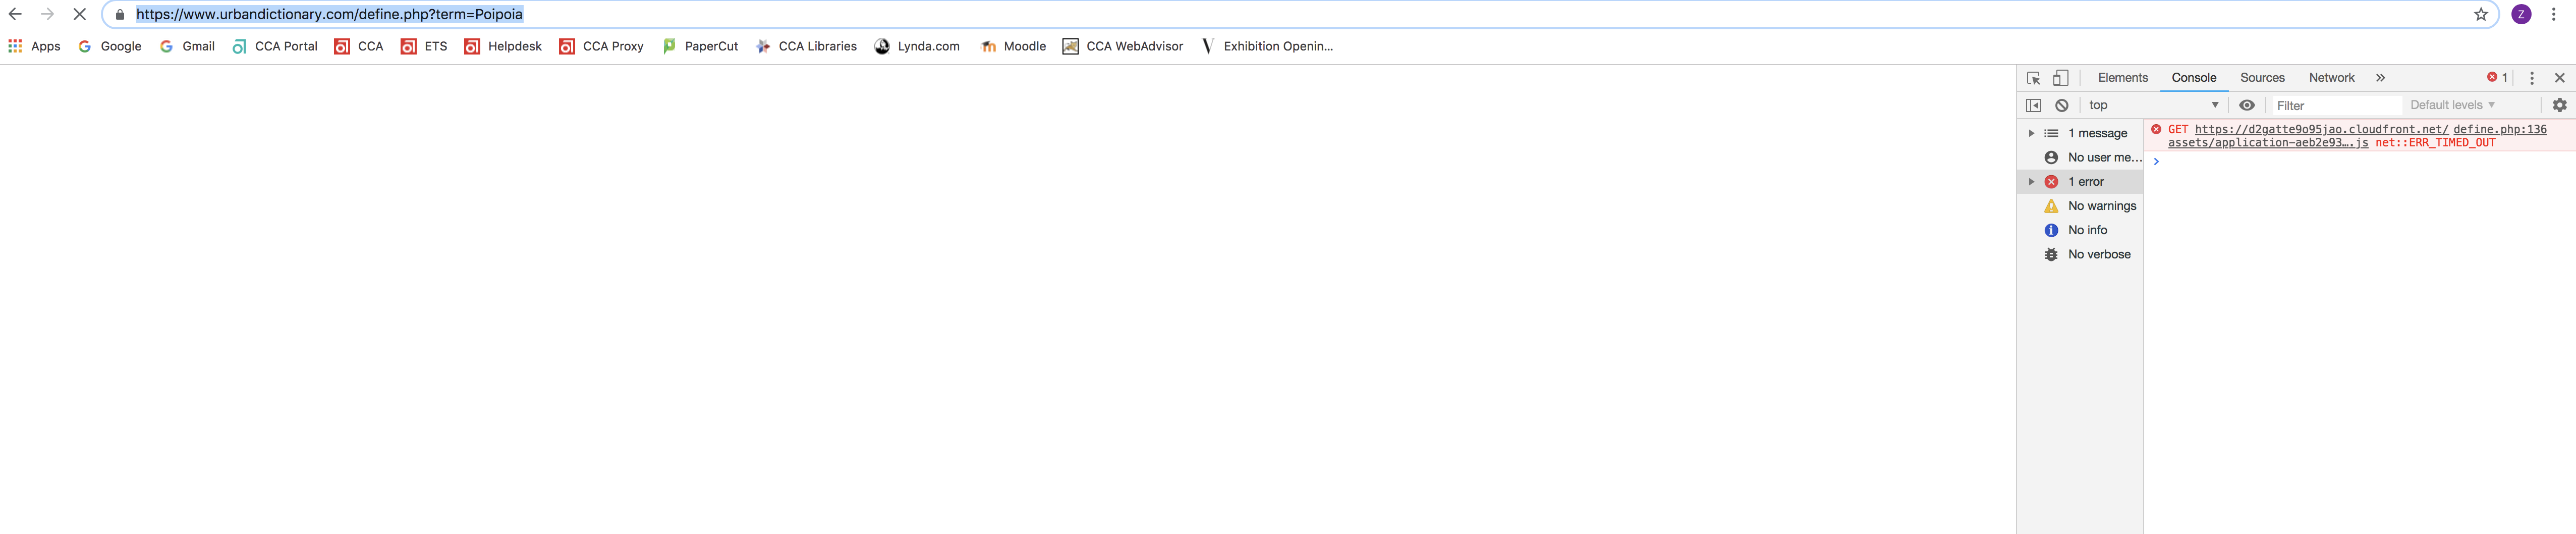 https://www.urbandictionary.com/define.php?term=Poipoia
Z
Apps Google Gmail CCA Portal CCA ETS Helpdesk CCA Proxy PaperCut CCA Libraries Lynda.com Moodle CCA WebAdvisor Exhibition Openin...
Elements Console Sources Network » 1
top Filter Default levels
1 message
No user me...
1 error
No warnings
No info
No verbose
GET https://d2gatte9o95jao.cloudfront.net/ define.php:136
assets/application-aeb2e93….js net::ERR_TIMED_OUT